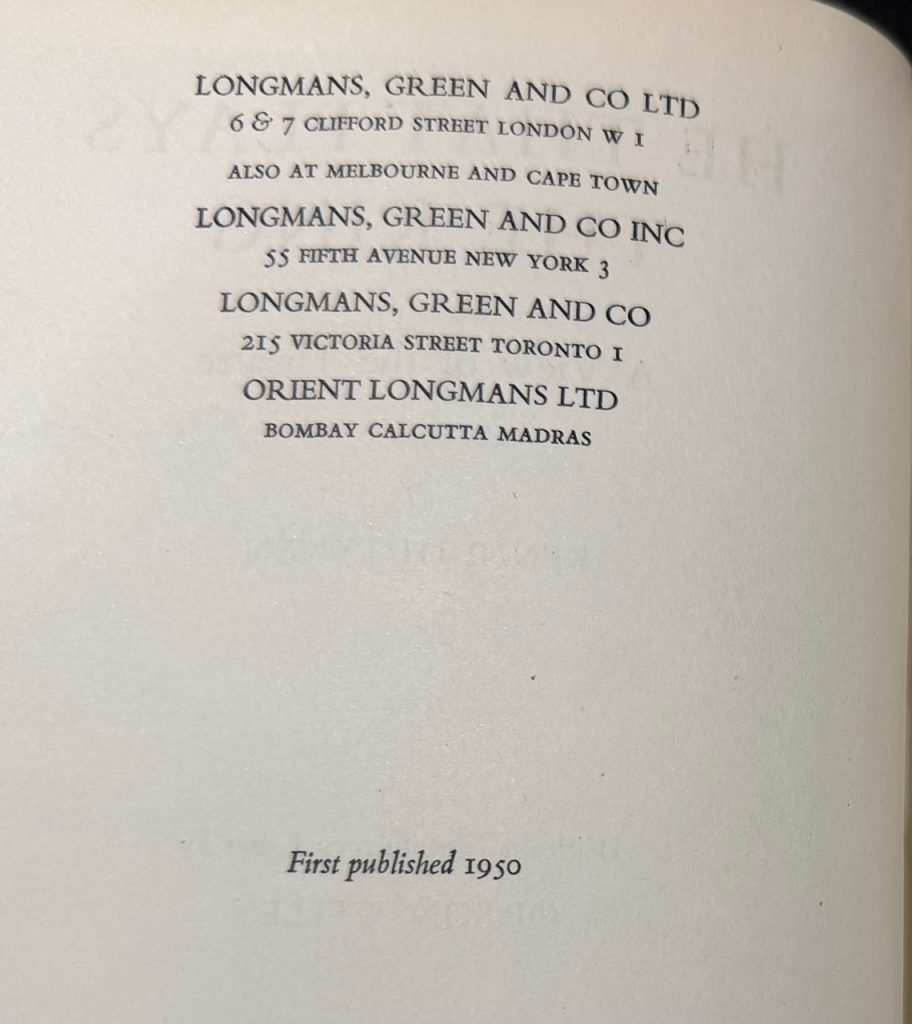 LONGMANS, GREEN AND CO LTD
6 & 7 CLIFFORD STREET LONDON W 1
ALSO AT MELBOURNE AND CAPE TOWN
LONGMANS, GREEN AND CO INC
55 FIFTH AVENUE NEW YORK 3
LONGMANS, GREEN AND CO
215 VICTORIA STREET TORONTO 1
ORIENT LONGMANS LTD
BOMBAY CALCUTTA MADRAS
First published 1950